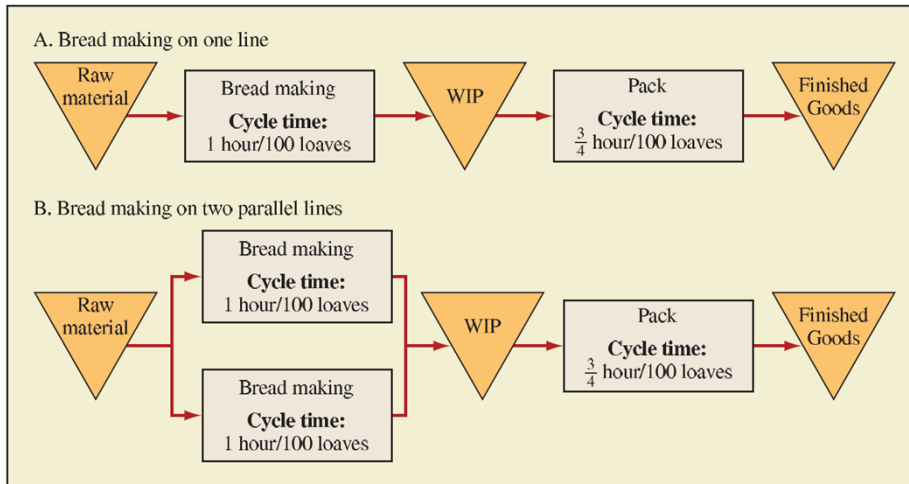 A. Bread making on one line
Raw
material
Bread making
Cycle time:
1 hour/100 loaves
WIP
Pack
Cycle time:
3/4 hour/100 loaves
Finished
Goods
B. Bread making on two parallel lines
Raw
material
Bread making
Cycle time:
1 hour/100 loaves
Bread making
Cycle time:
1 hour/100 loaves
WIP
Pack
Cycle time:
3/4 hour/100 loaves
Finished
Goods